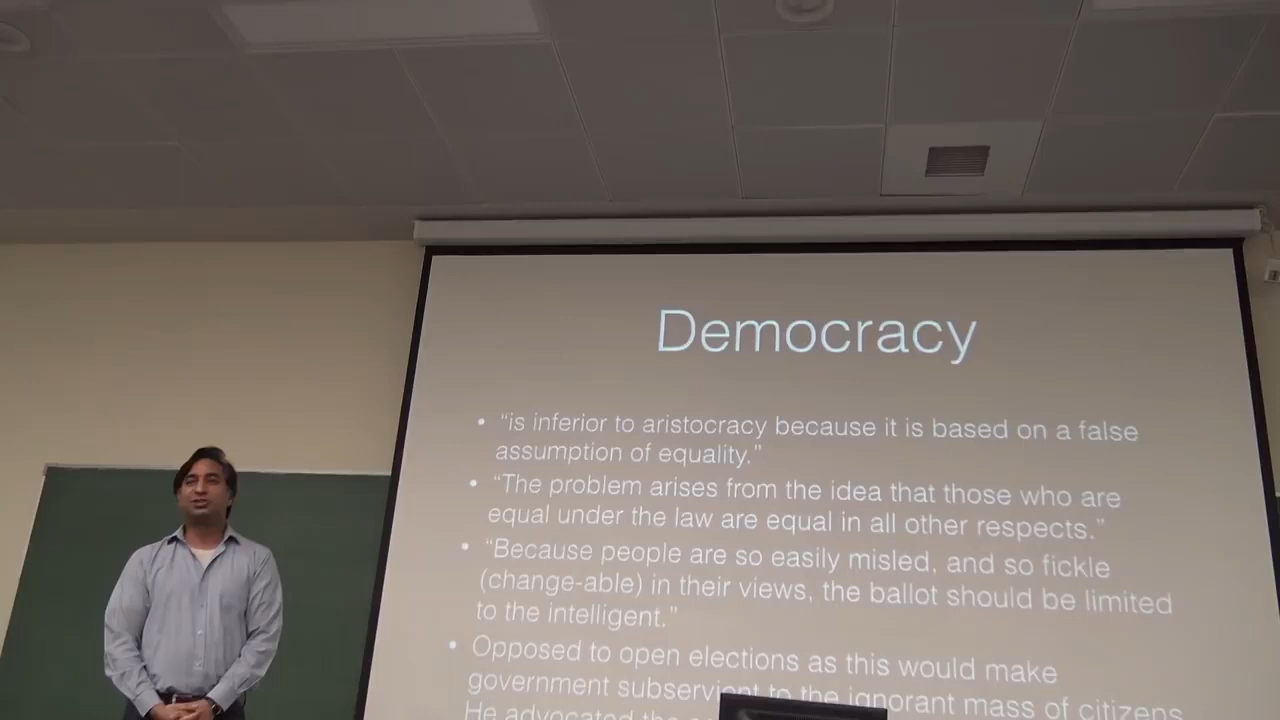 Democracy
• “is inferior to aristocracy because it is based on a false
assumption of equality.”
• “The problem arises from the idea that those who are
equal under the law are equal in all other respects.”
• “Because people are so easily misled, and so fickle
(change-able) in their views, the ballot should be limited
to the intelligent.”
• Opposed to open elections as this would make
government subservient to the ignorant mass of citizens
He advocated the